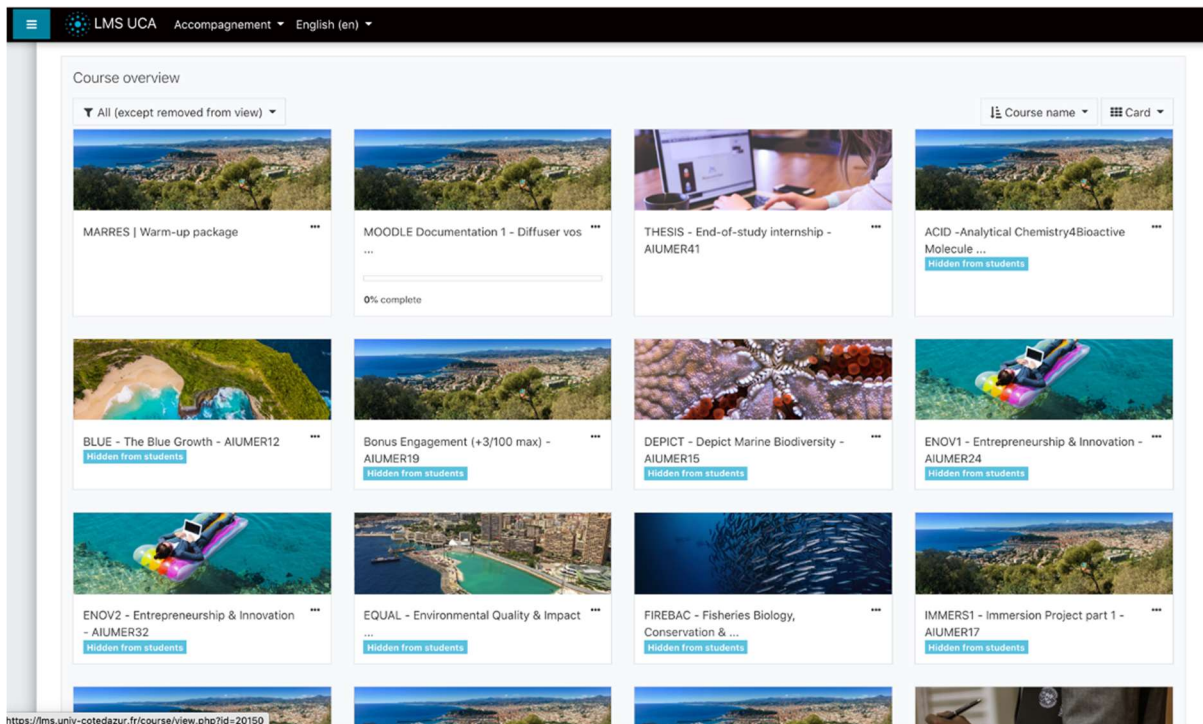 LMS UCA Accompagnement English (en)
Course overview
All (except removed from view) Course name Card
MARRES | Warm-up package
MOODLE Documentation 1 - Diffuser vos
...
0% complete
THESIS - End-of-study internship -
AIUMER41
ACID -Analytical Chemistry4Bioactive
Molecule ...
Hidden from students
BLUE - The Blue Growth - AIUMER12
Hidden from students
Bonus Engagement (+3/100 max) -
AIUMER19
Hidden from students
DEPICT - Depict Marine Biodiversity -
AIUMER15
Hidden from students
ENOV1 - Entrepreneurship & Innovation -
AIUMER24
Hidden from students
ENOV2 - Entrepreneurship & Innovation
- AIUMER32
Hidden from students
EQUAL - Environmental Quality & Impact
...
Hidden from students
FIREBAC - Fisheries Biology,
Conservation & ...
Hidden from students
IMMERS1 - Immersion Project part 1 -
AIUMER17
Hidden from students
https://lms.univ-cotedazur.fr/course/view.php?id=20150